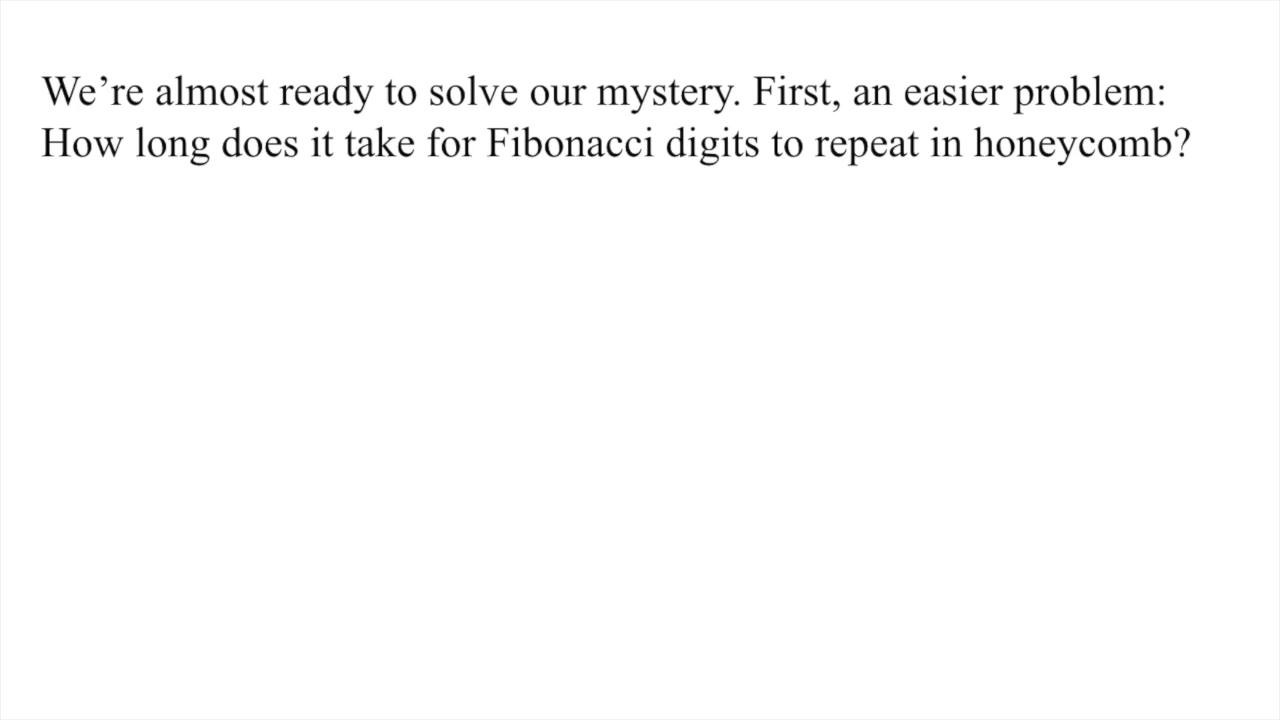 We’re almost ready to solve our mystery. First, an easier problem:
How long does it take for Fibonacci digits to repeat in honeycomb?